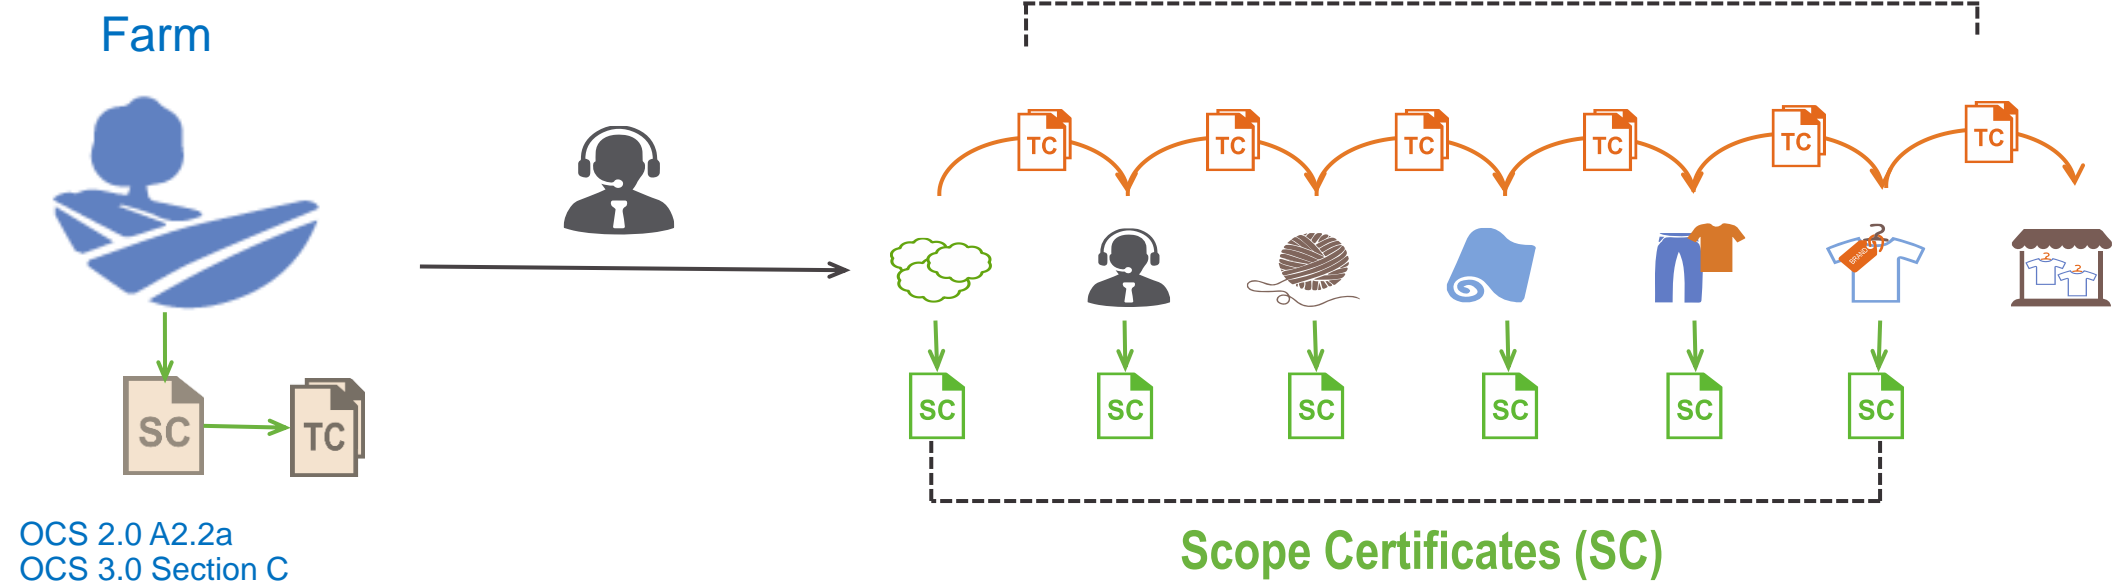 Farm
TC
TC
TC
TC
TC
TC
BRAND
SC
TC
SC
SC
SC
SC
SC
SC
OCS 2.0 A2.2a
OCS 3.0 Section C
Scope Certificates (SC)